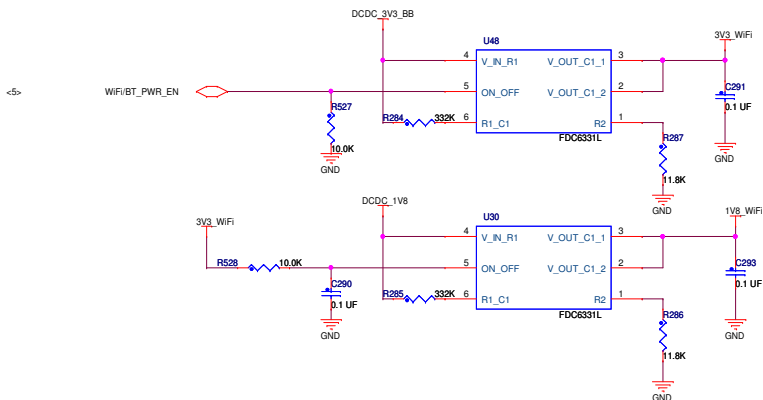 DCDC_3V3_BB
U48
3V3_WiFi
4 V_IN_R1 V_OUT_C1_1 3
C291
<5> WiFi/BT_PWR_EN 5 ON_OFF V_OUT_C1_2 2
0.1 UF
R527
R284 332K 6 R1_C1 R2 1
FDC6331L
R287
10.0K
GND
GND
11.8K
GND
DCDC_1V8
3V3_WiFi
U30
1V8_WiFi
4 V_IN_R1 V_OUT_C1_1 3
R528 10.0K 5 ON_OFF V_OUT_C1_2 2
C293
C290
0.1 UF
R285 332K 6 R1_C1 R2 1
0.1 UF
FDC6331L
R286
GND
GND
11.8K
GND